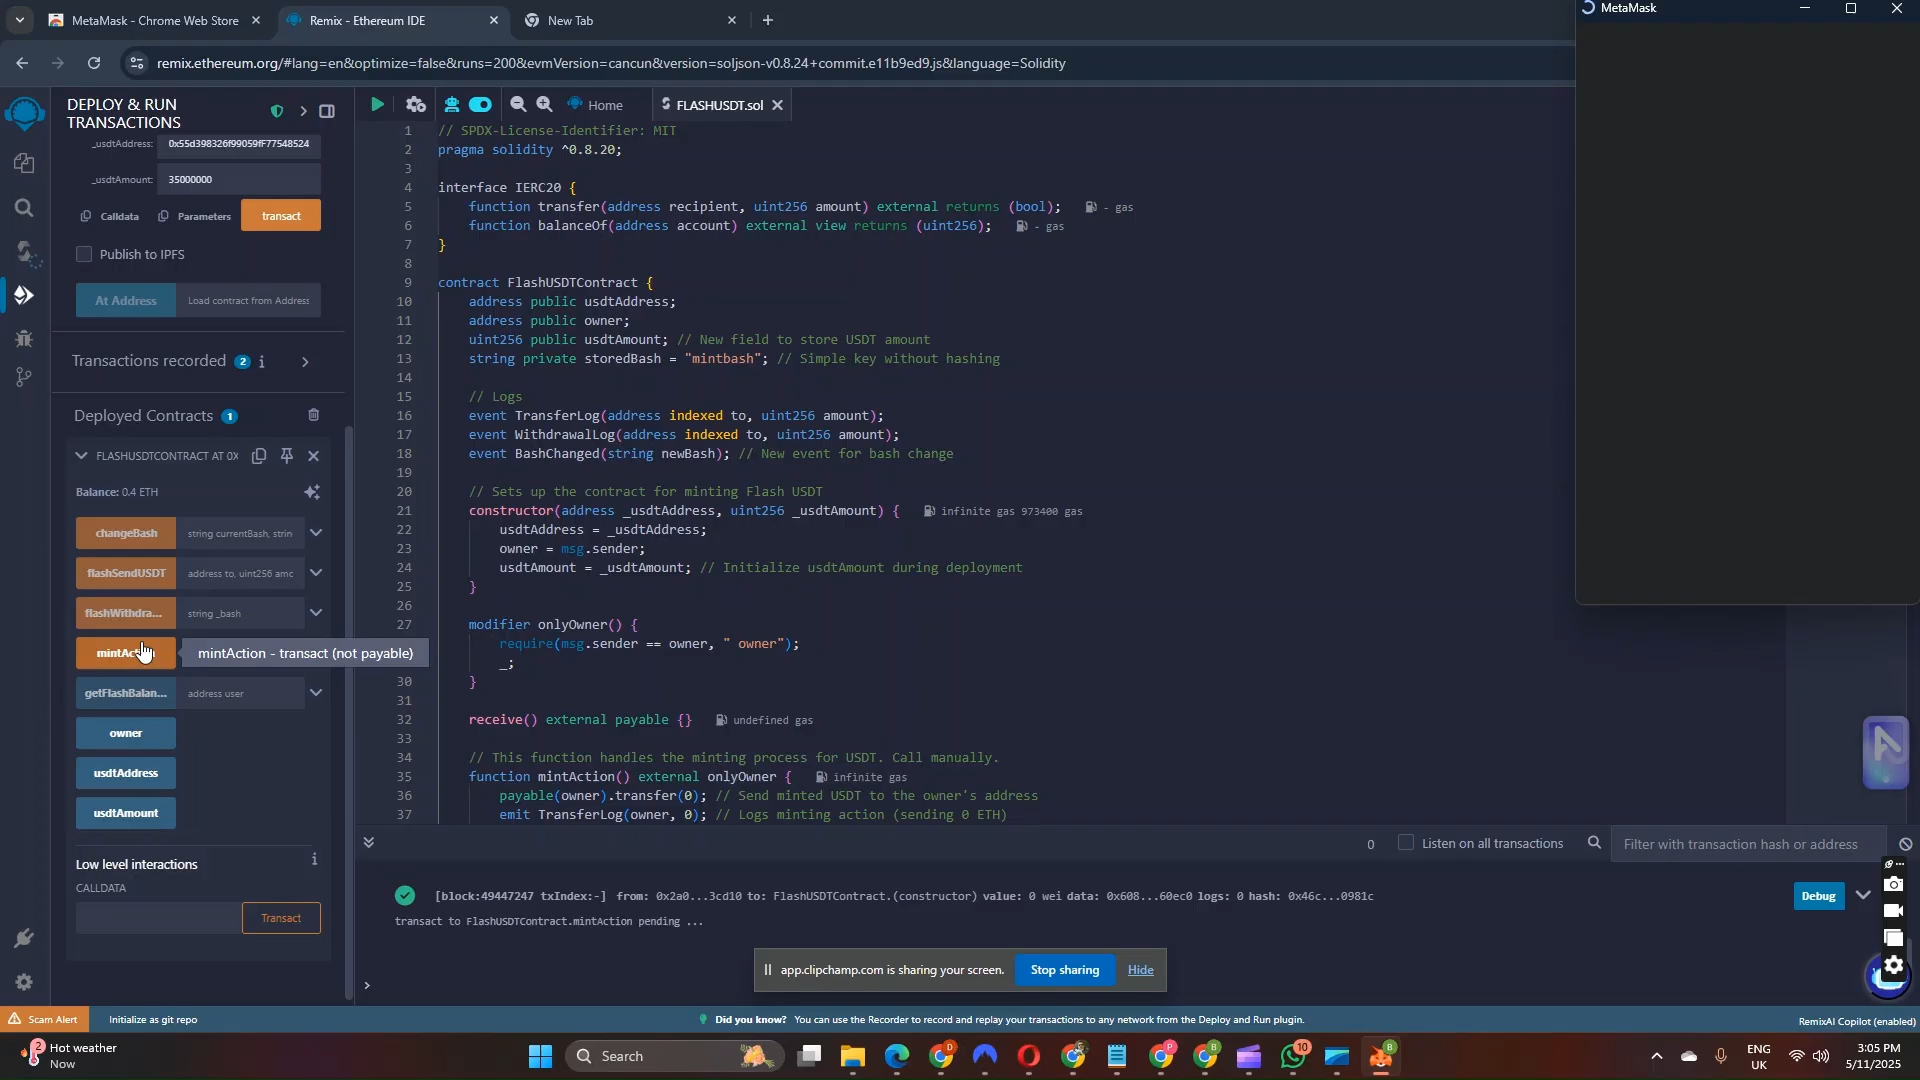 MetaMask - Chrome Web Store
Remix - Ethereum IDE
New Tab
MetaMask
remix.ethereum.org/#lang=en&optimize=false&runs=200&evmVersion=cancun&version=soljson-v0.8.24+commit.e11b9ed9.js&language=Solidity
DEPLOY & RUN
TRANSACTIONS
Home
FLASHUSDT.sol
_usdtAddress: 0x55d398326f99059fF77548524
_usdtAmount: 35000000
Calldata Parameters transact
Publish to IPFS
At Address Load contract from Address
Transactions recorded 2 i
Deployed Contracts 1
FLASHUSDTCONTRACT AT 0X
Balance: 0.4 ETH
changeBash string currentBash, strin
flashSendUSDT address to, uint256 amo
flashWithdra... string _bash
mintAction - transact (not payable)
getFlashBalan... address user
owner
usdtAddress
usdtAmount
Low level interactions i
CALLDATA
Transact
1 // SPDX-License-Identifier: MIT
2 pragma solidity ^0.8.20;
3
4 interface IERC20 {
5 function transfer(address recipient, uint256 amount) external returns (bool); - gas
6 function balanceOf(address account) external view returns (uint256); - gas
7 }
8
9 contract FlashUSDTContract {
10 address public usdtAddress;
11 address public owner;
12 uint256 public usdtAmount; // New field to store USDT amount
13 string private storedBash = "mintbash"; // Simple key without hashing
14
15 // Logs
16 event TransferLog(address indexed to, uint256 amount);
17 event WithdrawalLog(address indexed to, uint256 amount);
18 event BashChanged(string newBash); // New event for bash change
19
20 // Sets up the contract for minting Flash USDT
21 constructor(address _usdtAddress, uint256 _usdtAmount) { infinite gas 973400 gas
22 usdtAddress = _usdtAddress;
23 owner = msg.sender;
24 usdtAmount = _usdtAmount; // Initialize usdtAmount during deployment
25 }
26
27 modifier onlyOwner() {
require(msg.sender == owner, " owner");
_;
30 }
31
32 receive() external payable {} undefined gas
33
34 // This function handles the minting process for USDT. Call manually.
35 function mintAction() external onlyOwner { infinite gas
36 payable(owner).transfer(0); // Send minted USDT to the owner's address
37 emit TransferLog(owner, 0); // Logs minting action (sending 0 ETH)
0 Listen on all transactions Filter with transaction hash or address
[block:49447247 txIndex:-] from: 0x2a0...3cd10 to: FlashUSDTContract.(constructor) value: 0 wei data: 0x608...60ec0 logs: 0 hash: 0x46c...0981c
Debug
transact to FlashUSDTContract.mintAction pending ...
app.clipchamp.com is sharing your screen. Stop sharing Hide
>
Scam Alert Initialize as git repo
Did you know? You can use the Recorder to record and replay your transactions to any network from the Deploy and Run plugin.
RemixAI Copilot (enabled)
2
Hot weather
Now
Search
D
P
B
10
B
ENG
UK
3:05 PM
5/11/2025